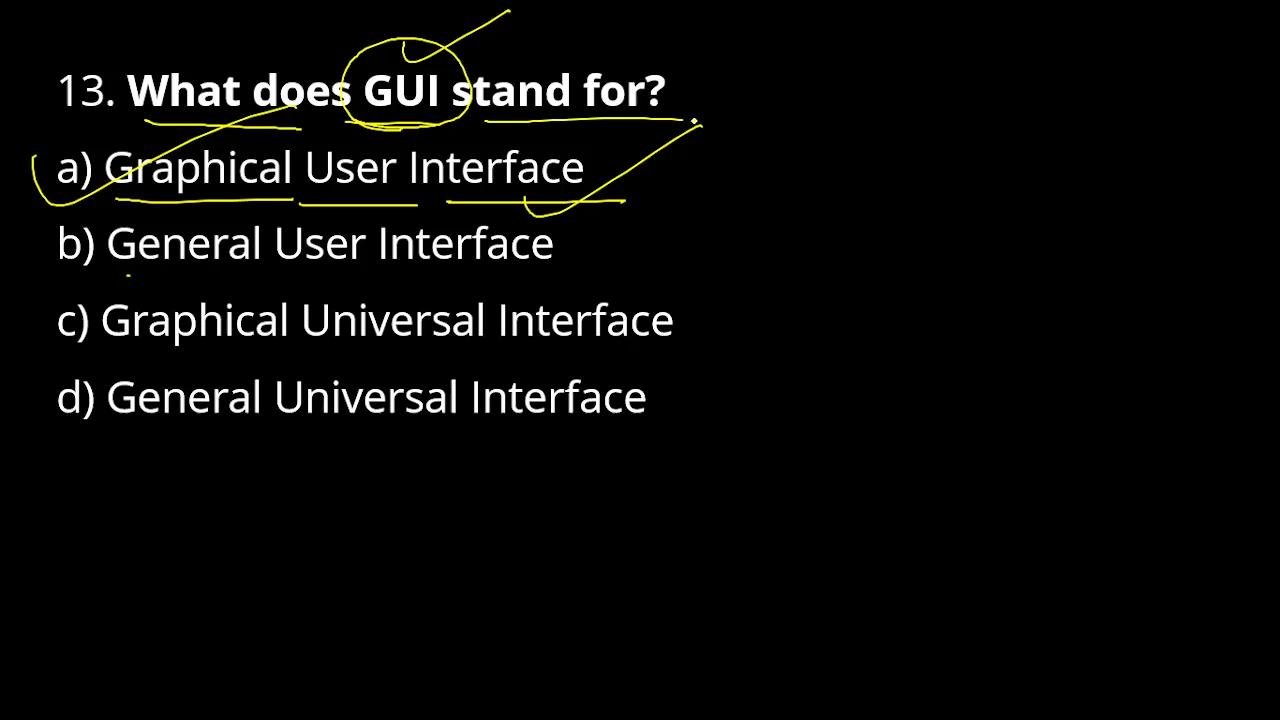 13. What does GUI stand for?
a) Graphical User Interface
b) General User Interface
c) Graphical Universal Interface
d) General Universal Interface